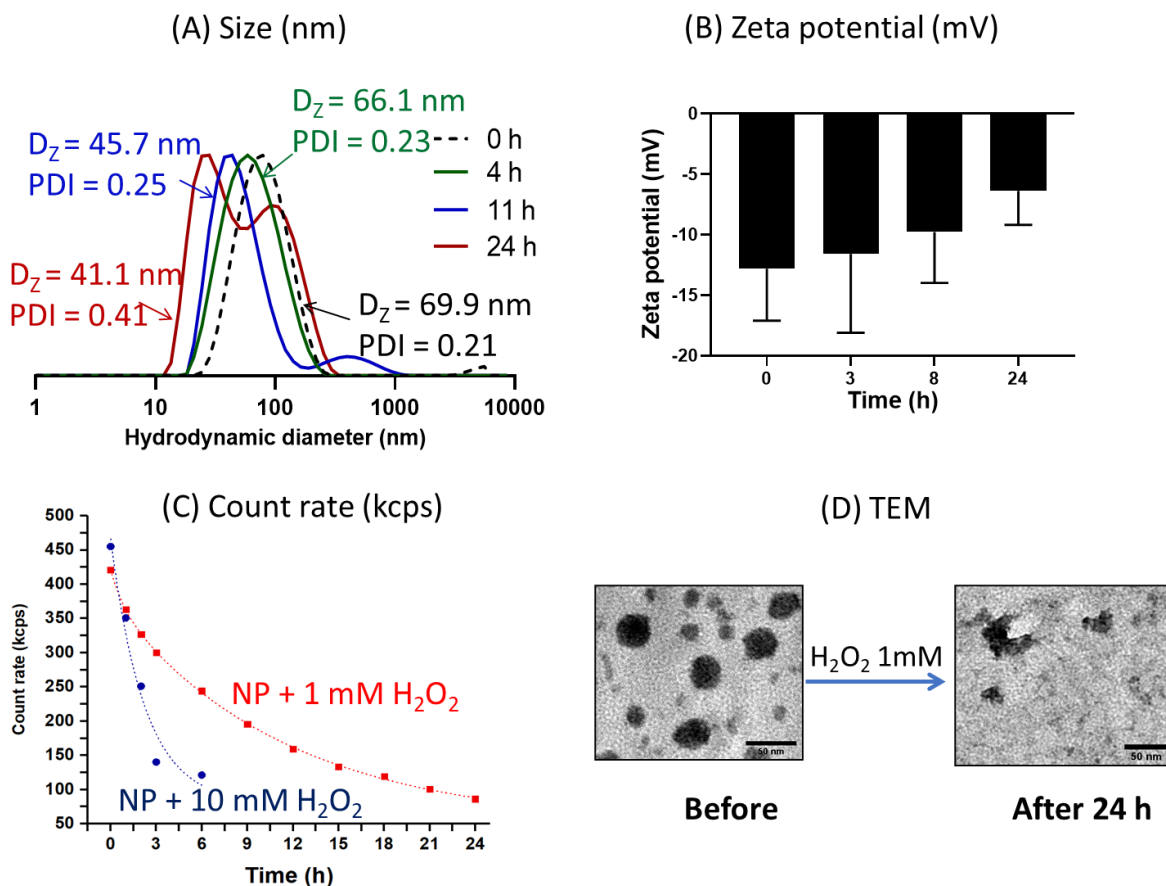 (A) Size (nm)
D_Z = 66.1 nm
PDI = 0.23
D_Z = 45.7 nm
PDI = 0.25
0 h
4 h
11 h
24 h
D_Z = 41.1 nm
PDI = 0.41
D_Z = 69.9 nm
PDI = 0.21
1 10 100 1000 10000
Hydrodynamic diameter (nm)
(B) Zeta potential (mV)
0
-5
-10
-15
-20
Zeta potential (mV)
0 3 8 24
Time (h)
(C) Count rate (kcps)
500
450
400
350
300
250
200
150
100
50
Count rate (kcps)
NP + 1 mM H₂O₂
NP + 10 mM H₂O₂
0 3 6 9 12 15 18 21 24
Time (h)
(D) TEM
50 nm
H₂O₂ 1mM
50 nm
Before
After 24 h